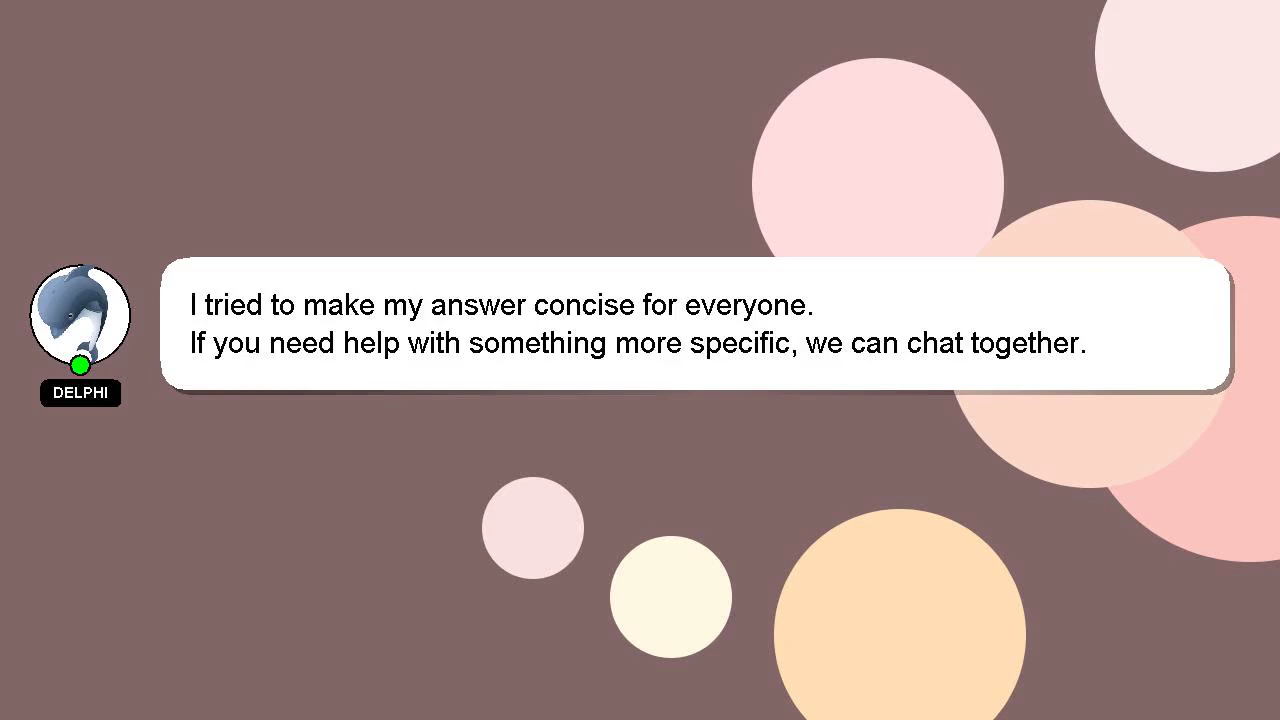 I tried to make my answer concise for everyone.
If you need help with something more specific, we can chat together.
DELPHI